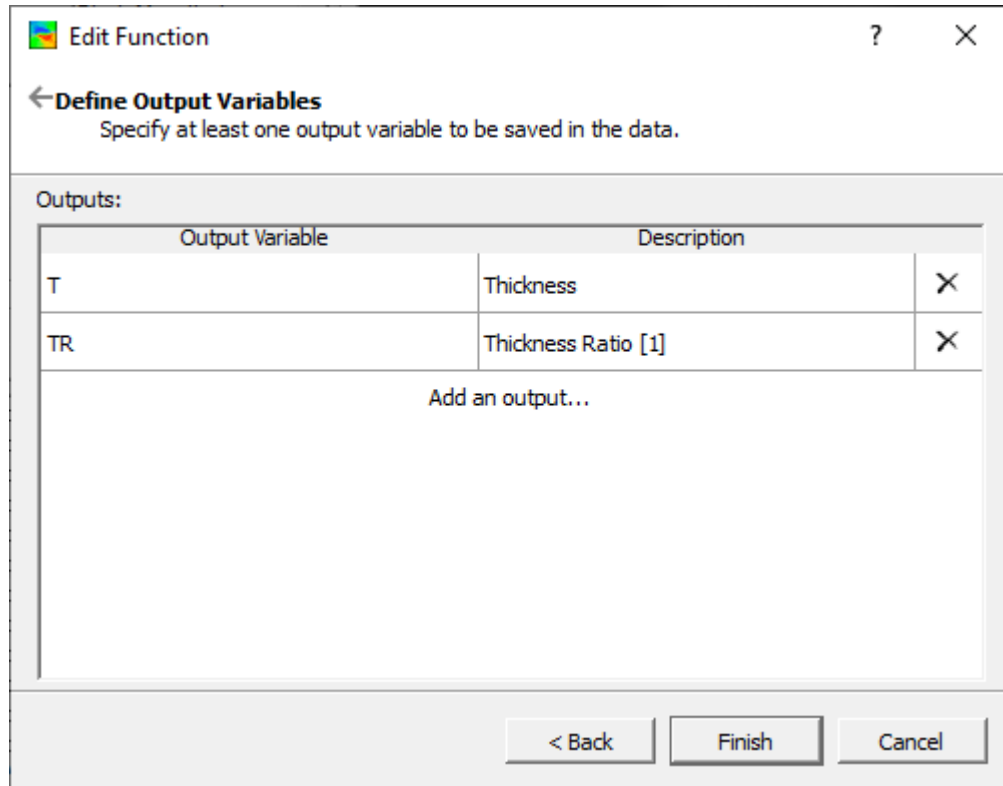 Edit Function
?
Define Output Variables
Specify at least one output variable to be saved in the data.
Outputs:
Output Variable Description
T Thickness
TR Thickness Ratio [1]
Add an output...
< Back Finish Cancel